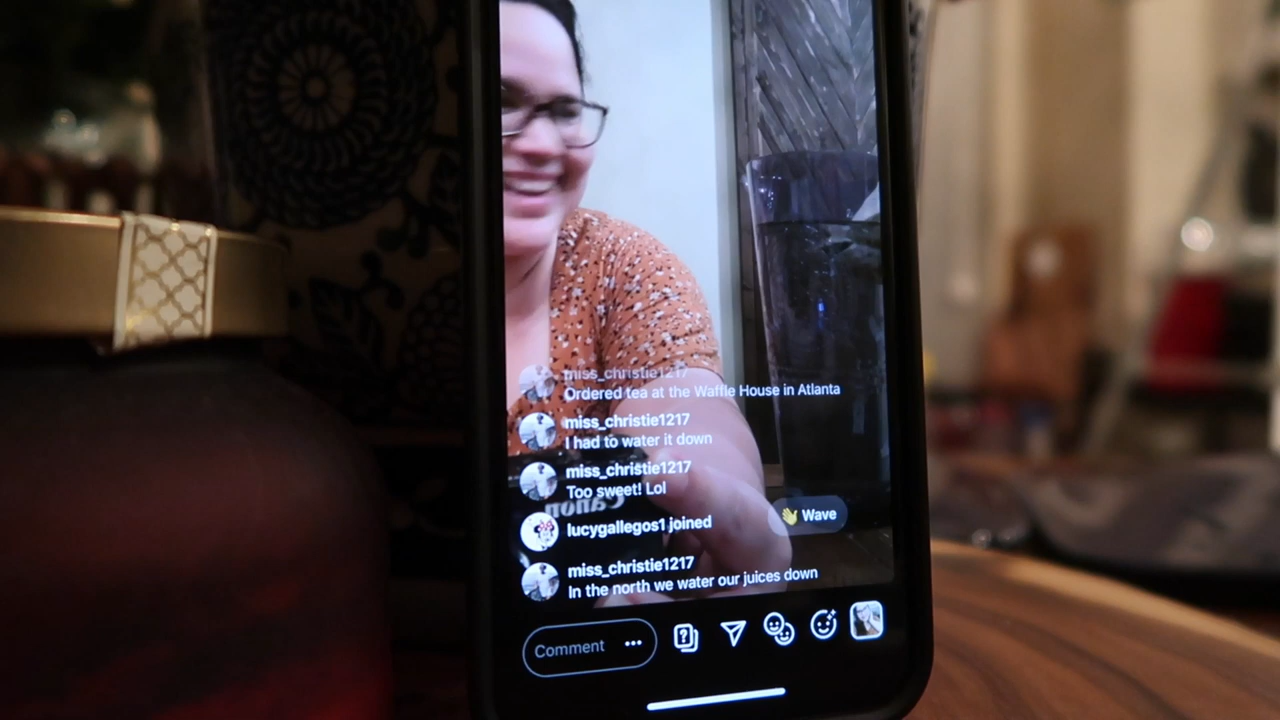 miss_christie1217
Ordered tea at the Waffle House in Atlanta
miss_christie1217
I had to water it down
miss_christie1217
Too sweet! Lol
Canon
lucygallegos1 joined
👋 Wave
miss_christie1217
In the north we water our juices down
Comment